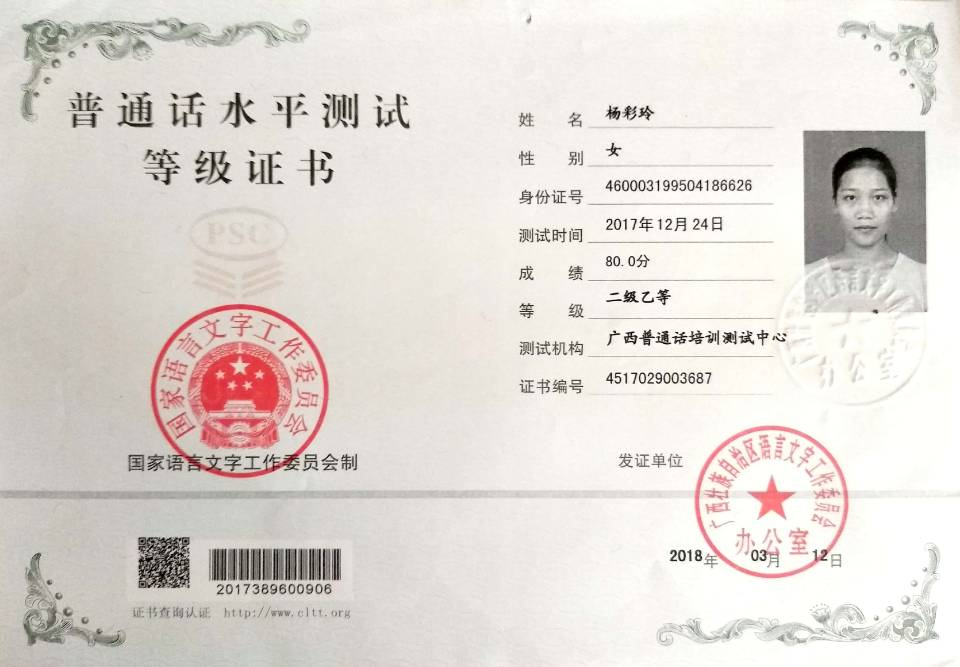 普通话水平测试
等级证书
PSC
国家语言文字工作委员会
国家语言文字工作委员会制
姓名 杨彩玲
性别 女
身份证号 460003199504186626
测试时间 2017年12月24日
成绩 80.0分
等级 二级乙等
测试机构 广西普通话培训测试中心
证书编号 4517029003687
发证单位
广西壮族自治区语言文字工作委员会
办公室
2018年 03月 12日
2017389600906
证书查询认证 http://www.cltt.org